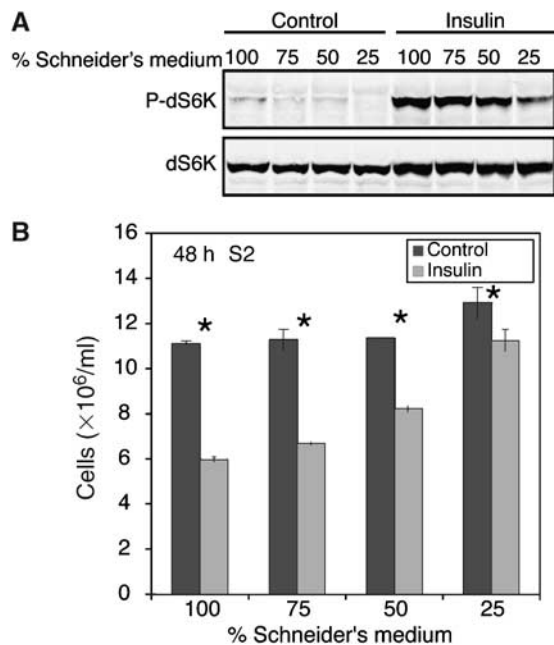 A
Control Insulin
% Schneider's medium 100 75 50 25 100 75 50 25
P-dS6K
dS6K
B
16
14
12
10
8
6
4
2
0
Cells (×10⁶/ml)
48 h S2
Control
Insulin
* * * *
100 75 50 25
% Schneider's medium